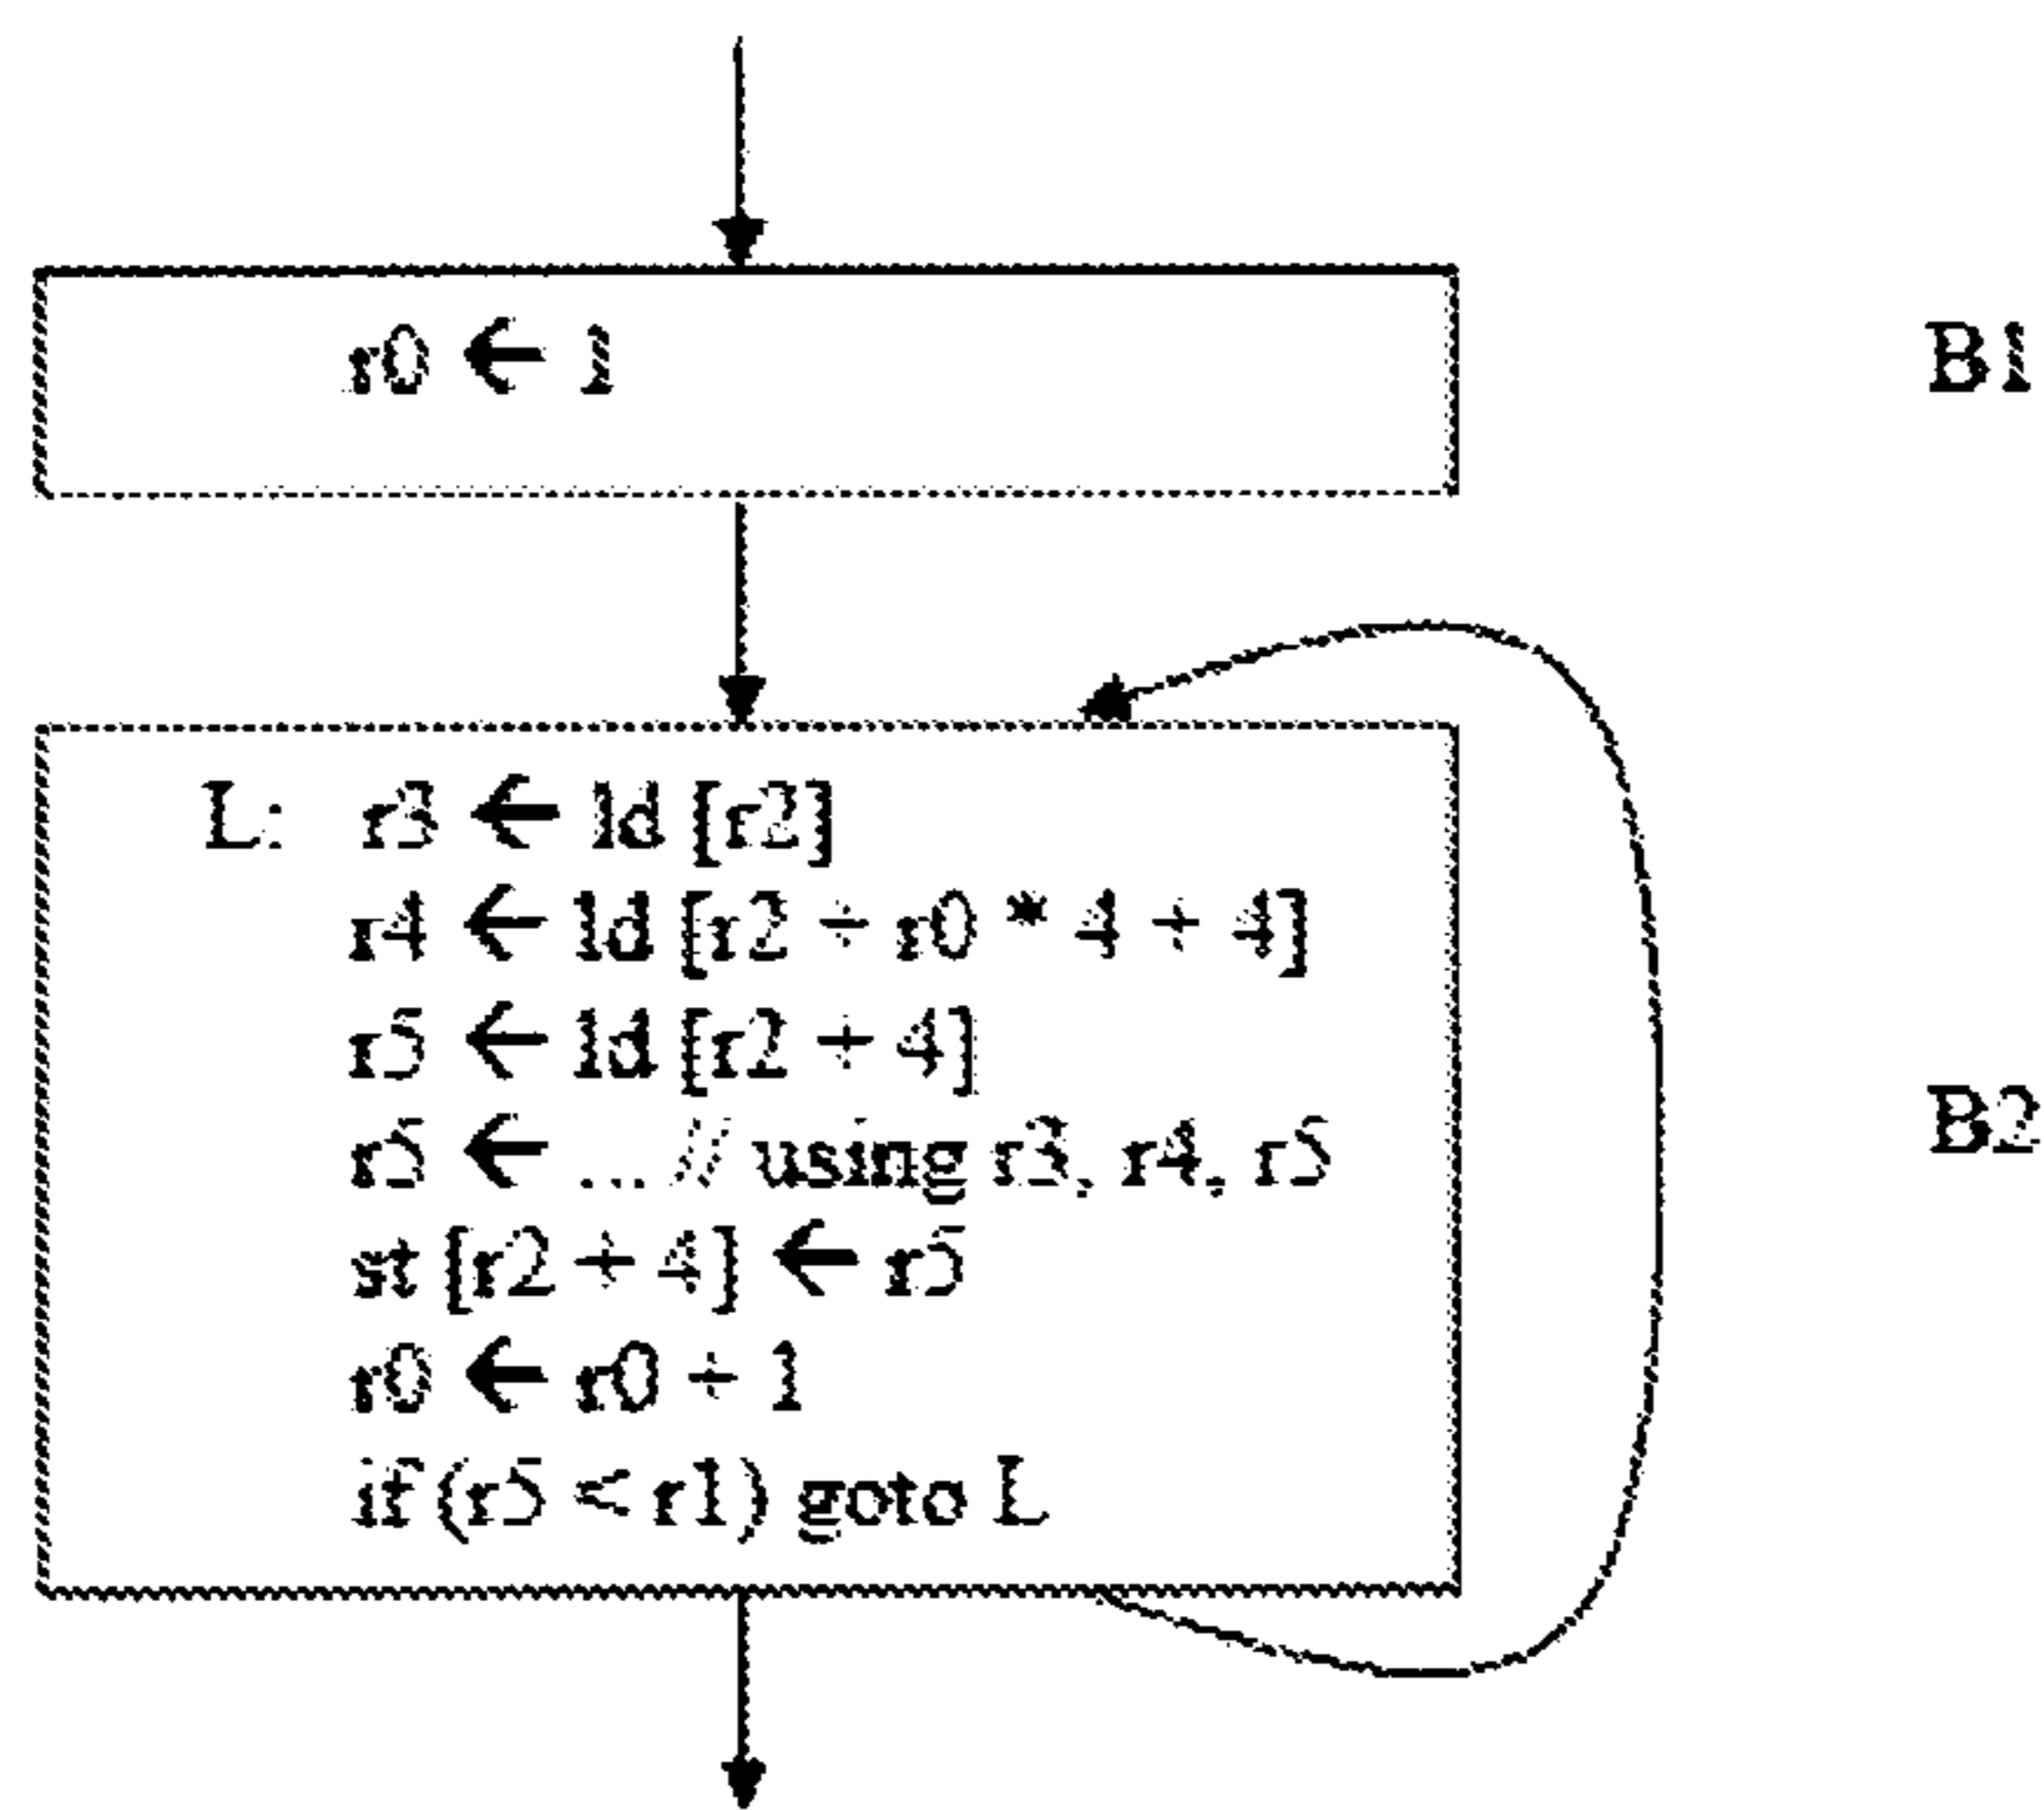 r0 ← 1
B1
L: r3 ← ld [r2]
r4 ← ld [r2 + r0 * 4 + 4]
r5 ← ld [r2 + 4]
r5 ← ... // using r3, r4, r5
st [r2 + 4] ← r5
r0 ← r0 + 1
if (r5 < r1) goto L
B2